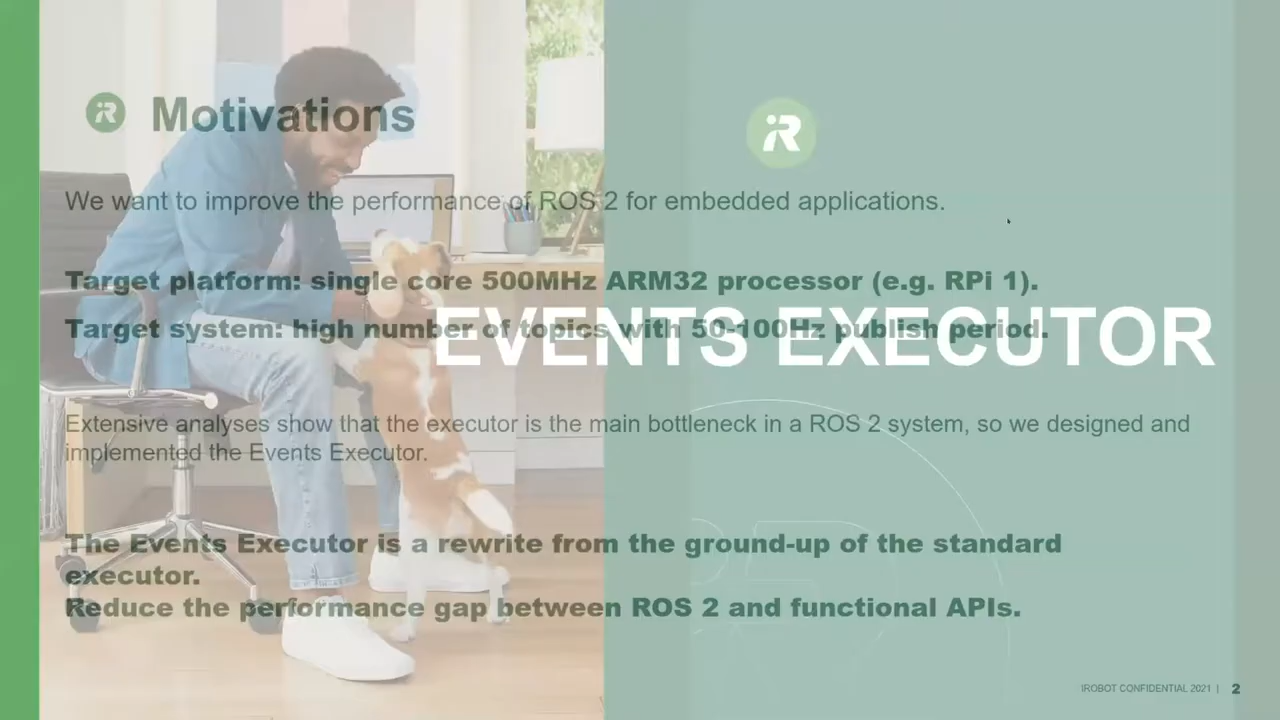 Motivations
iR
We want to improve the performance of ROS 2 for embedded applications.
Target platform: single core 500MHz ARM32 processor (e.g. RPi 1).
Target system: high number of topics with 50-100Hz publish period.
EVENTS EXECUTOR
Extensive analyses show that the executor is the main bottleneck in a ROS 2 system, so we designed and
implemented the Events Executor.
The Events Executor is a rewrite from the ground-up of the standard
executor.
Reduce the performance gap between ROS 2 and functional APIs.
IROBOT CONFIDENTIAL 2021 | 2